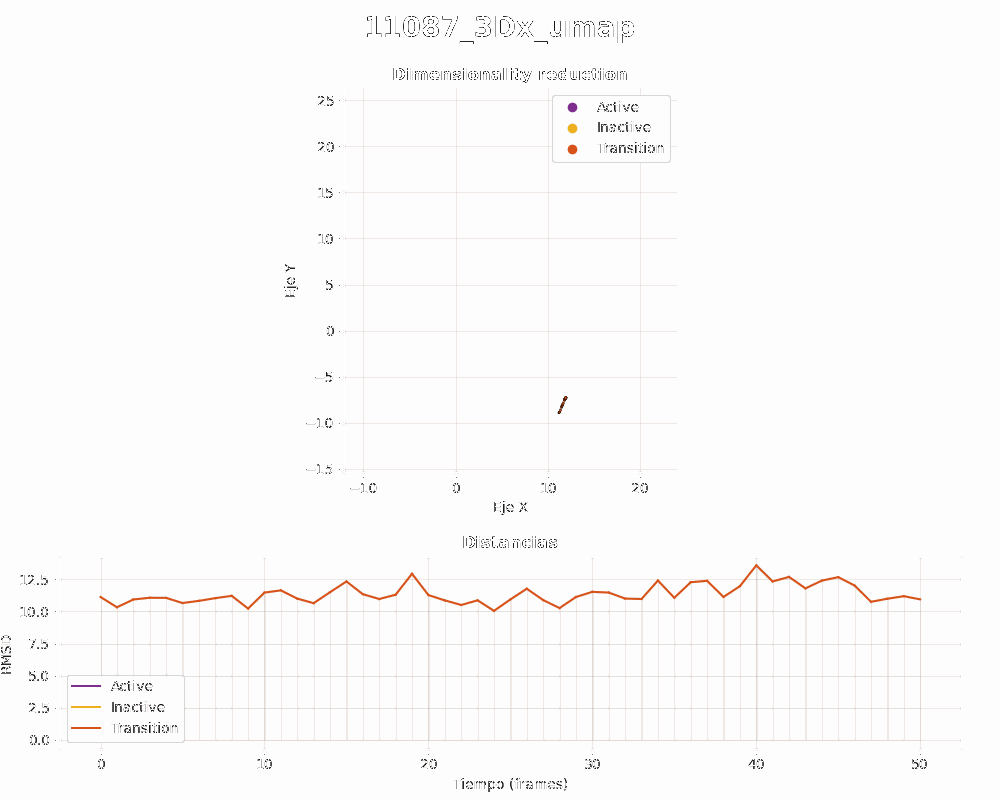 11087_3Dx_umap
Dimensionality reduction
Active
Inactive
Transition
25
20
15
10
5
0
−5
−10
−15
Eje Y
−10 0 10 20
Eje X
Distancias
12.5
10.0
7.5
5.0
2.5
0.0
RMSD
Active
Inactive
Transition
0 10 20 30 40 50
Tiempo (frames)